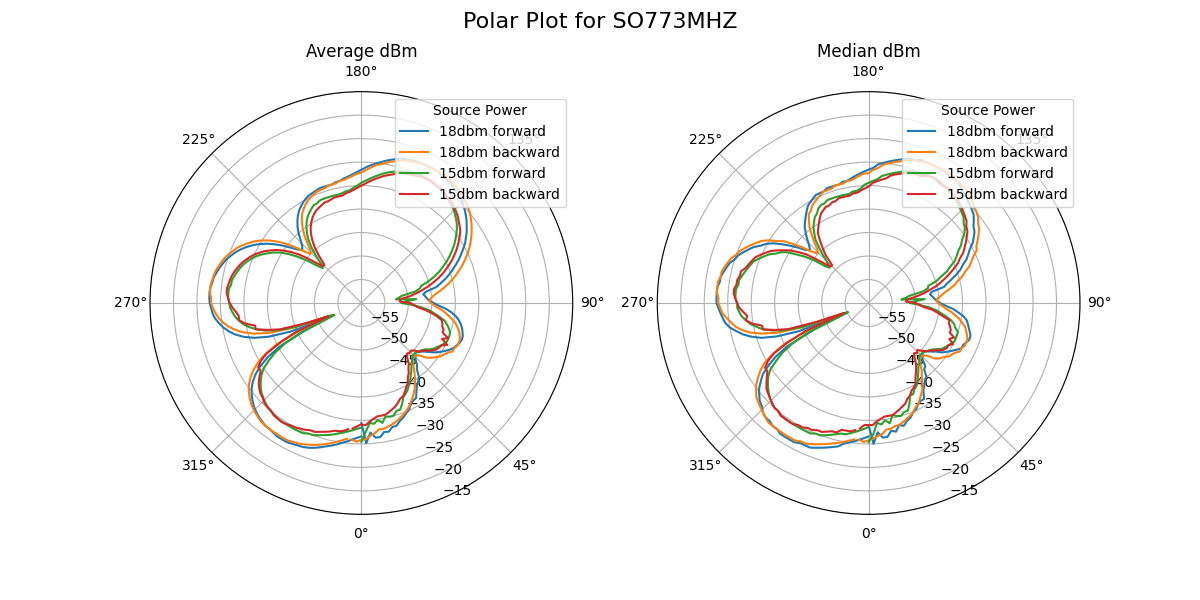 Polar Plot for SO773MHZ
Average dBm
180°
Source Power
18dbm forward
18dbm backward
15dbm forward
15dbm backward
135°
225°
270°
90°
−55
−50
−45
−40
−35
−30
−25
−20
−15
315°
45°
0°
Median dBm
180°
Source Power
18dbm forward
18dbm backward
15dbm forward
15dbm backward
135°
225°
270°
90°
−55
−50
−45
−40
−35
−30
−25
−20
−15
315°
45°
0°